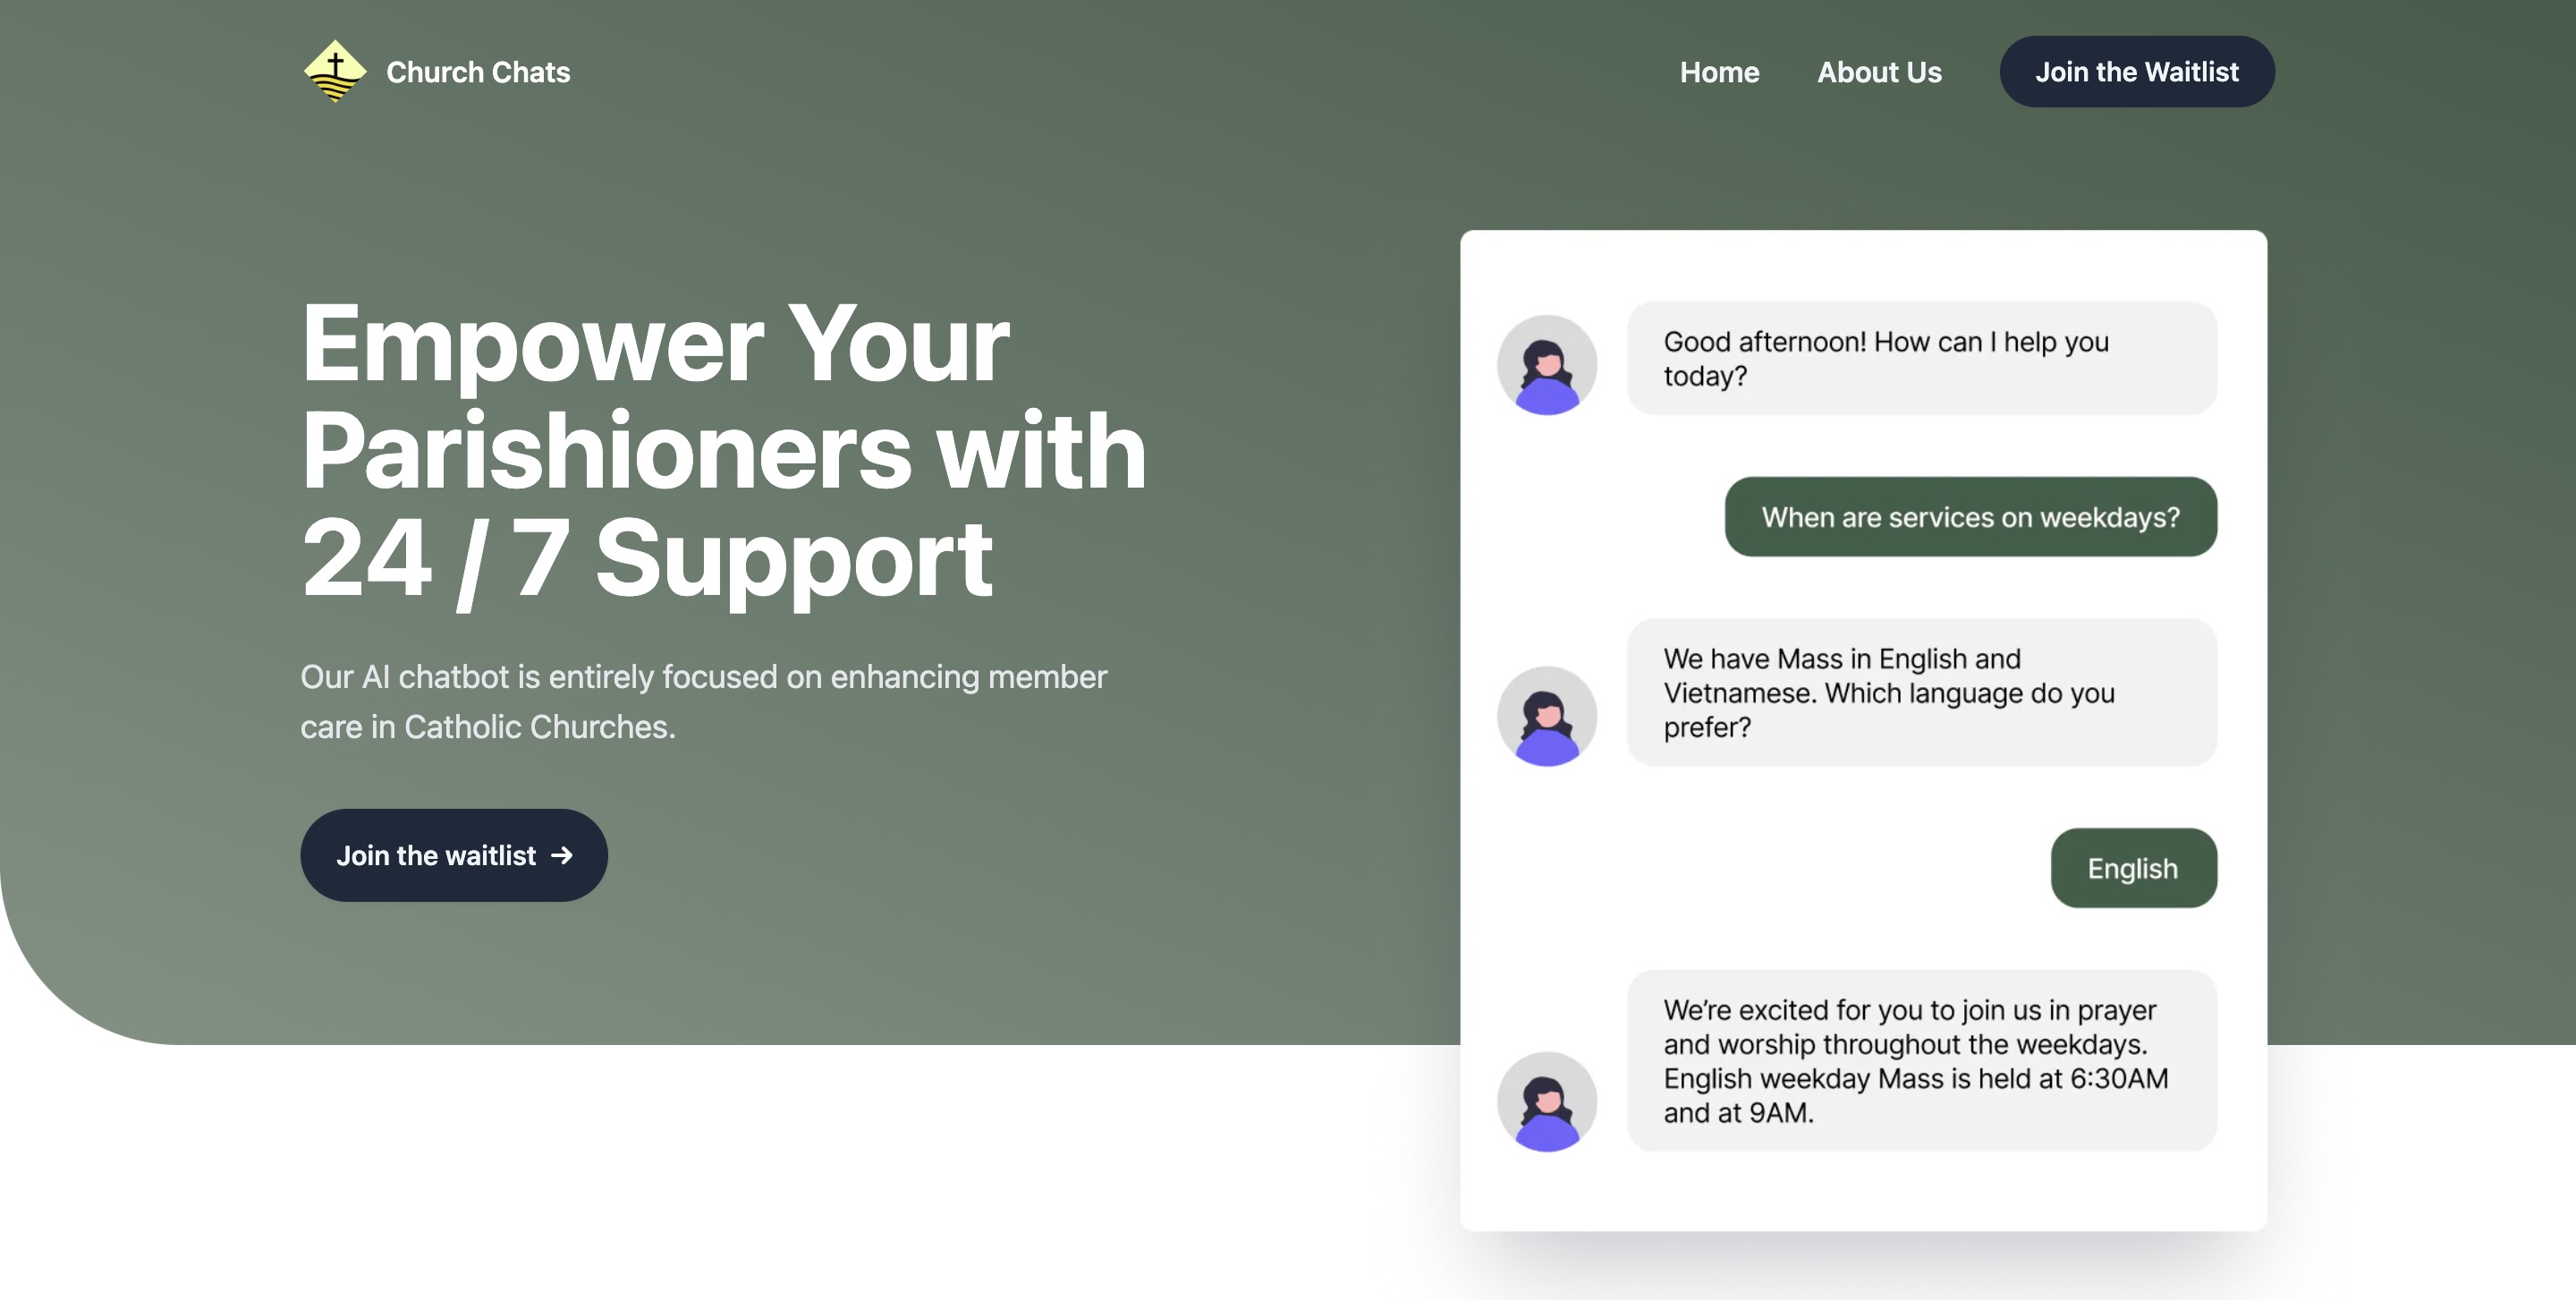 Church Chats
Home
About Us
Join the Waitlist
Empower Your
Parishioners with
24 / 7 Support
Our AI chatbot is entirely focused on enhancing member
care in Catholic Churches.
Join the waitlist →
Good afternoon! How can I help you
today?
When are services on weekdays?
We have Mass in English and
Vietnamese. Which language do you
prefer?
English
We’re excited for you to join us in prayer
and worship throughout the weekdays.
English weekday Mass is held at 6:30AM
and at 9AM.